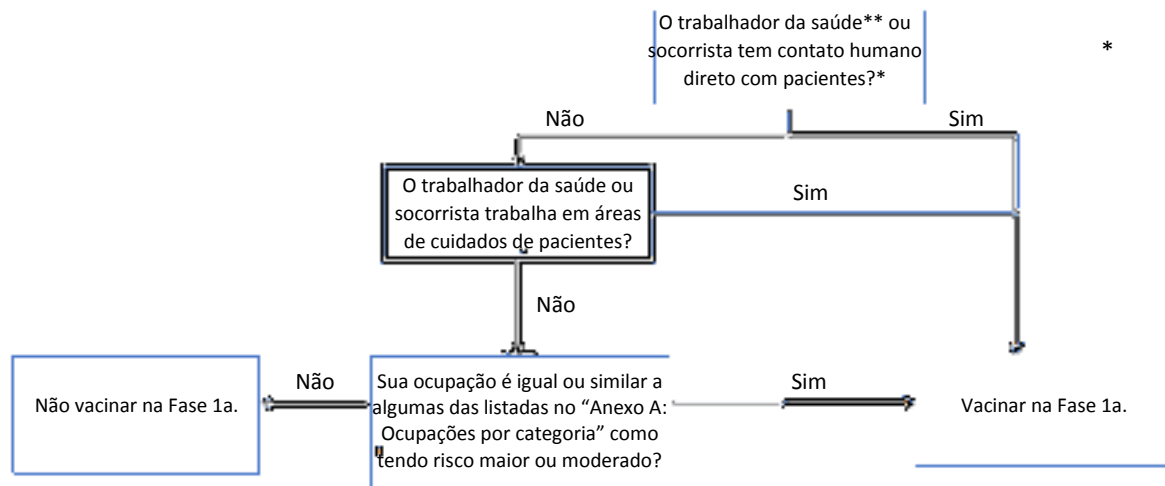 O trabalhador da saúde** ou
socorrista tem contato humano
direto com pacientes?*
*
Não
Sim
O trabalhador da saúde ou
socorrista trabalha em áreas
de cuidados de pacientes?
Sim
Não
Não vacinar na Fase 1a.
Não
Sua ocupação é igual ou similar a
algumas das listadas no “Anexo A:
Ocupações por categoria” como
tendo risco maior ou moderado?
Sim
Vacinar na Fase 1a.